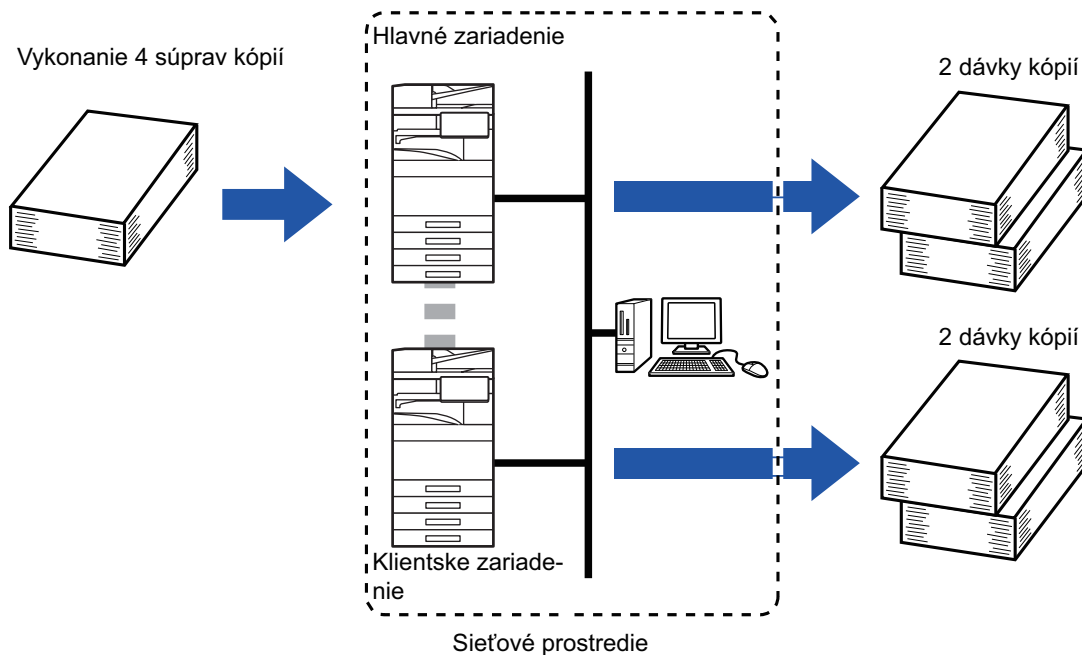 Vykonanie 4 súprav kópií
Hlavné zariadenie
2 dávky kópií
2 dávky kópií
Klientske zariade-
nie
Sieťové prostredie